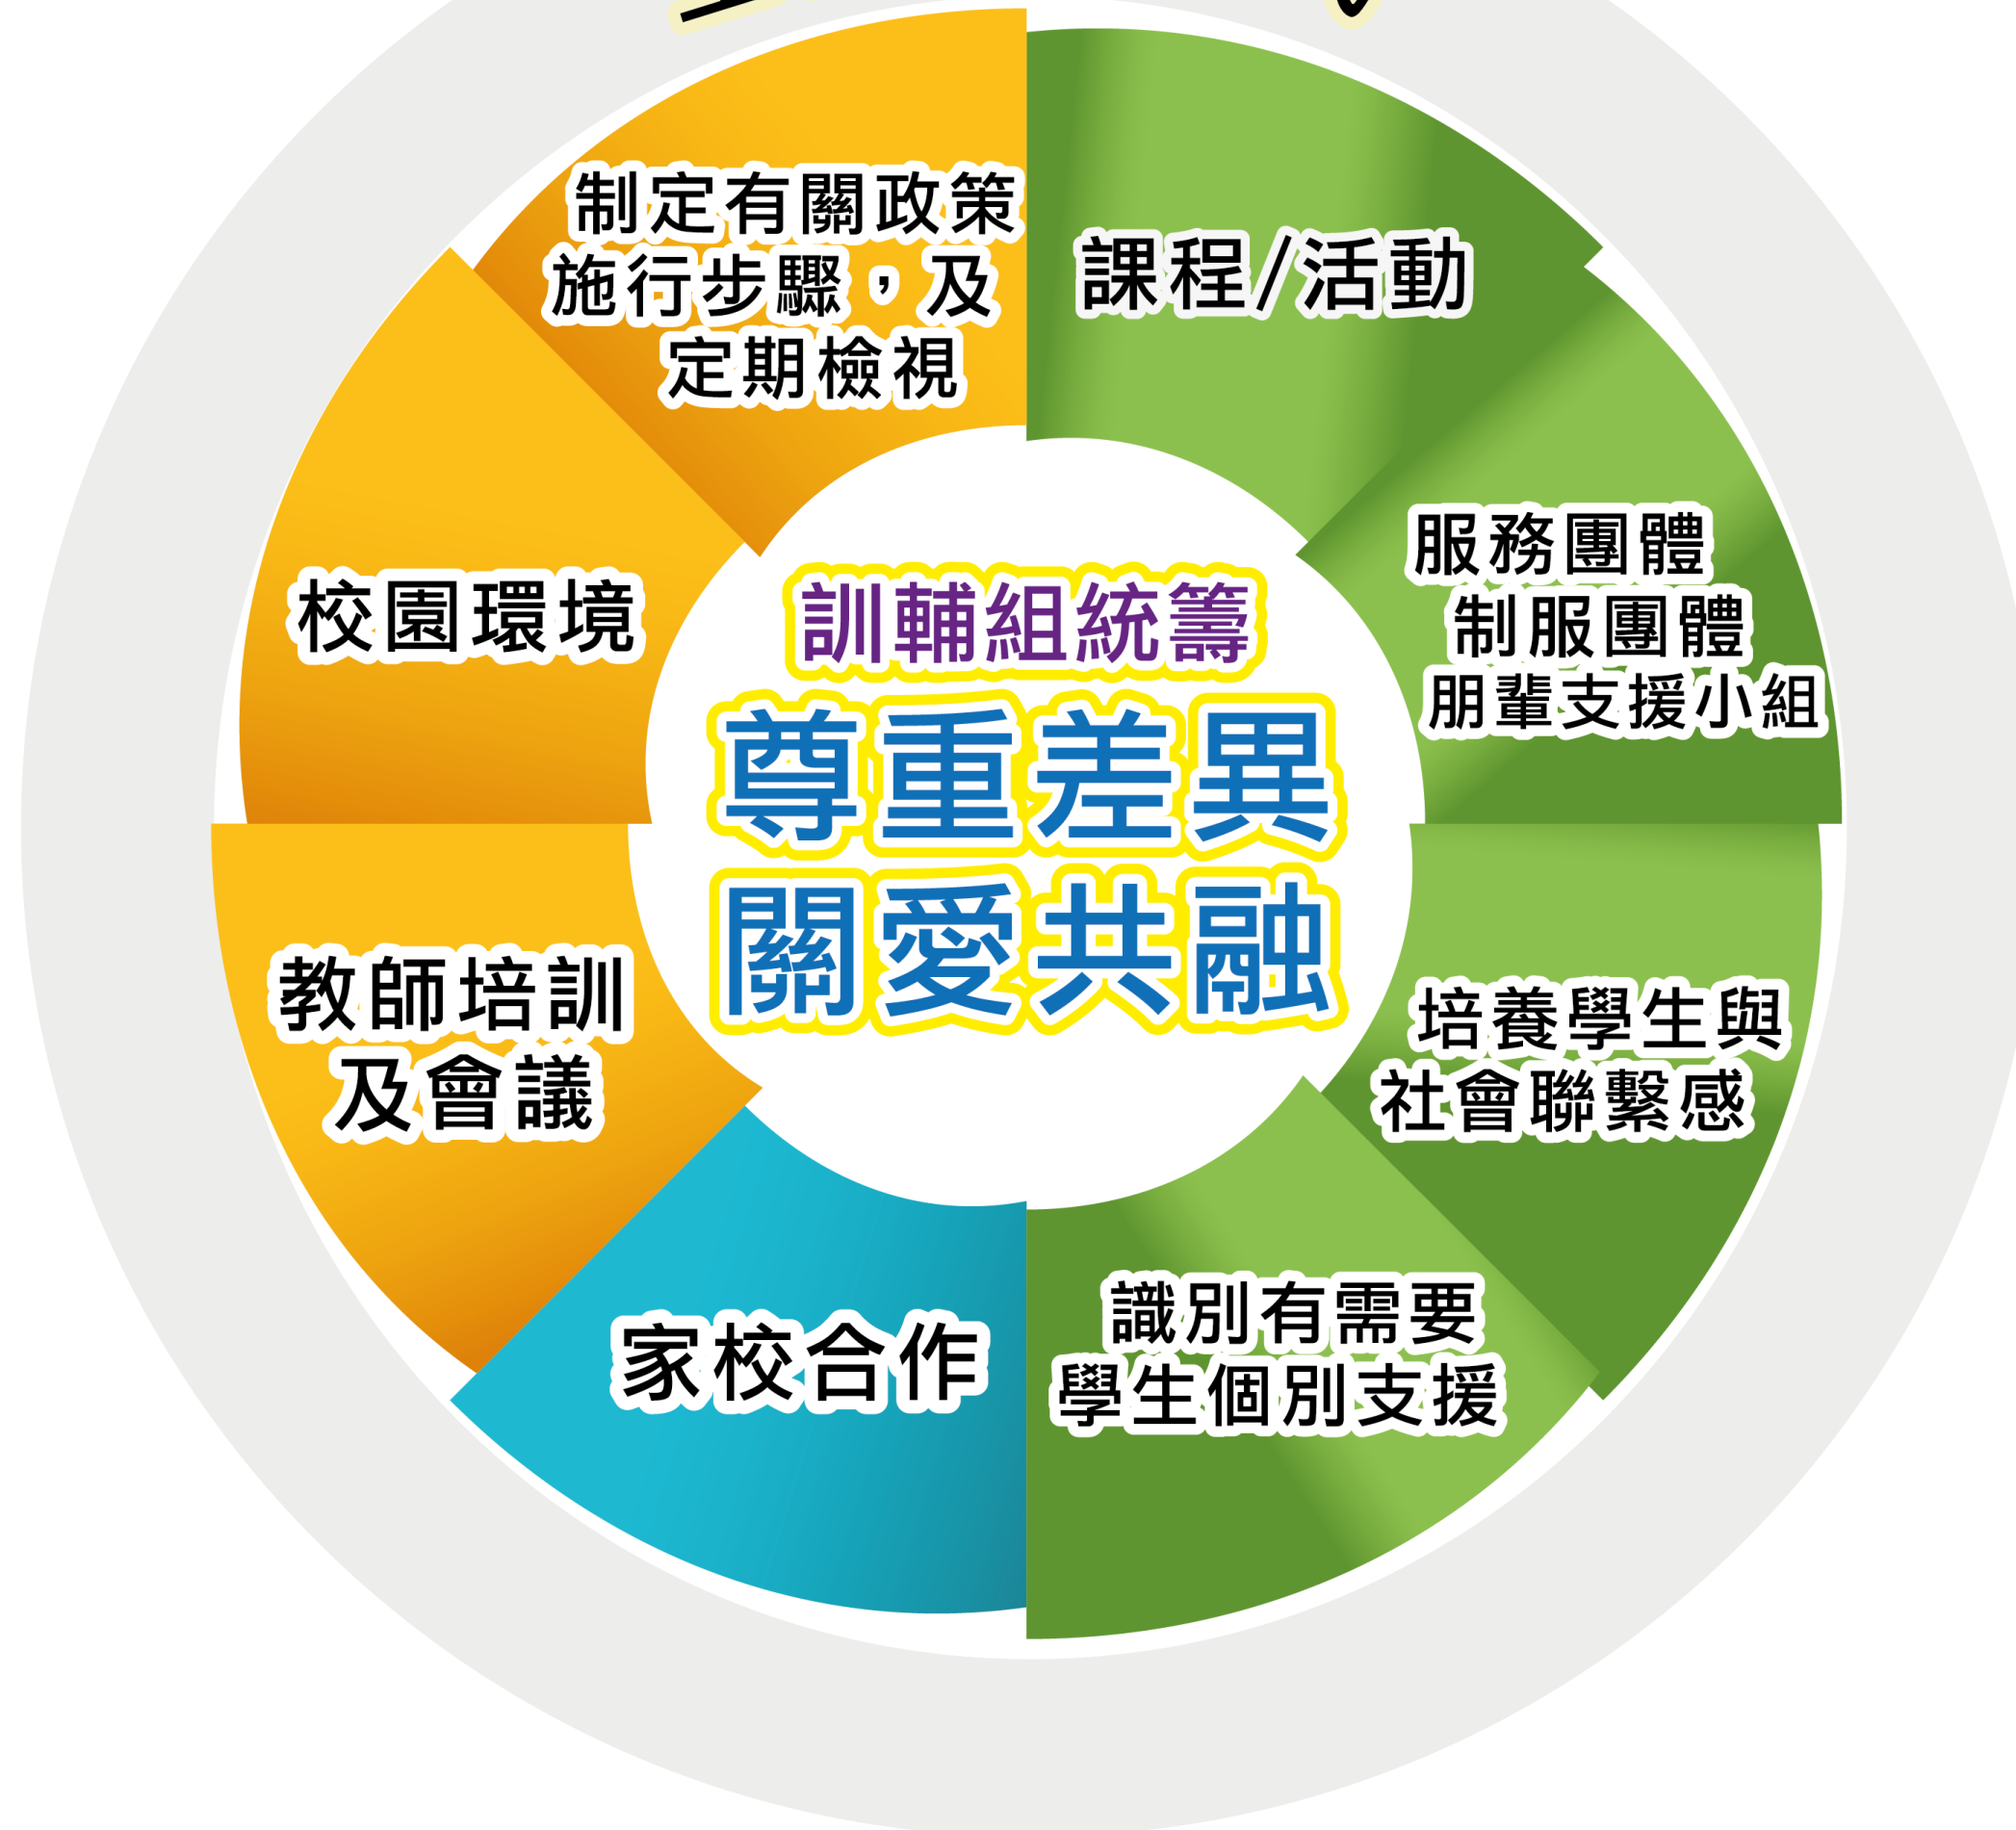 制定有關政策
施行步驟，及
定期檢視
課程/活動
服務團體
制服團體
朋輩支援小組
培養學生與
社會聯繫感
識別有需要
學生個別支援
家校合作
教師培訓
及會議
校園環境
訓輔組統壽
尊重差異
關愛共融